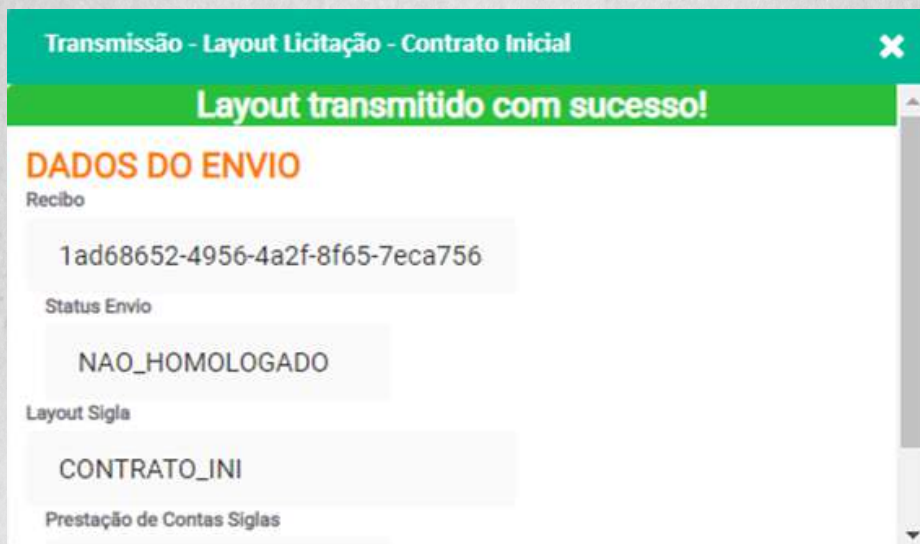 Transmissão - Layout Licitação - Contrato Inicial
Layout transmitido com sucesso!
DADOS DO ENVIO
Recibo
1ad68652-4956-4a2f-8f65-7eca756
Status Envio
NAO_HOMOLOGADO
Layout Sigla
CONTRATO_INI
Prestação de Contas Siglas